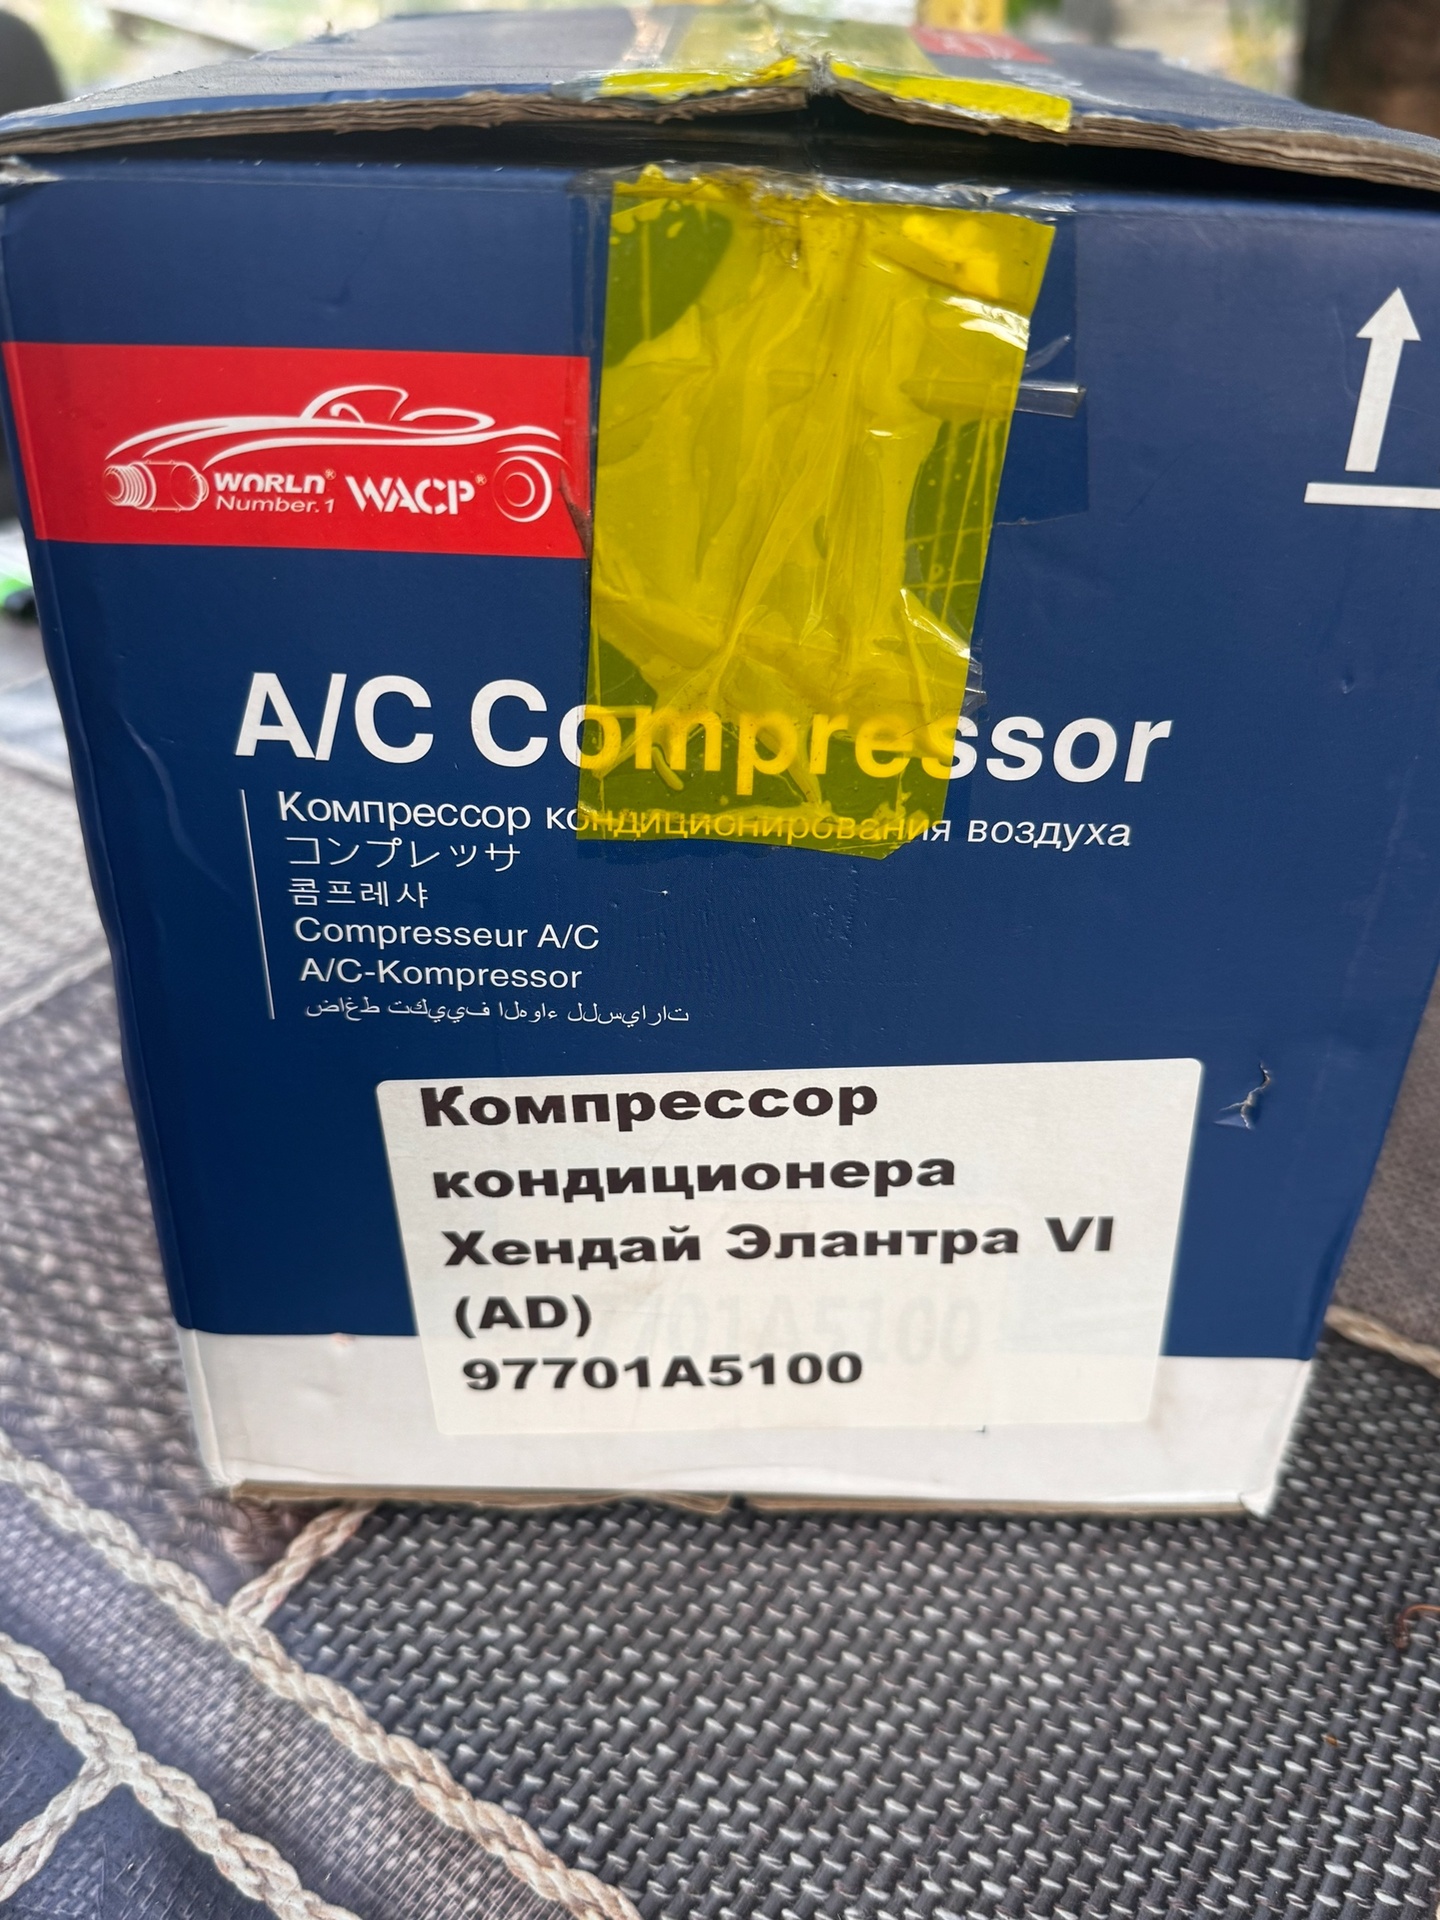 WORLD® WACP®
Number.1
A/C Compressor
Компрессор кондиционирования воздуха
コンプレッサ
콤프레샤
Compresseur A/C
A/C-Kompressor
ضاغط تكييف الهواء للسيارات
Компрессор
кондиционера
Хендай Элантра VI
(AD)
97701A5100
97701A5100